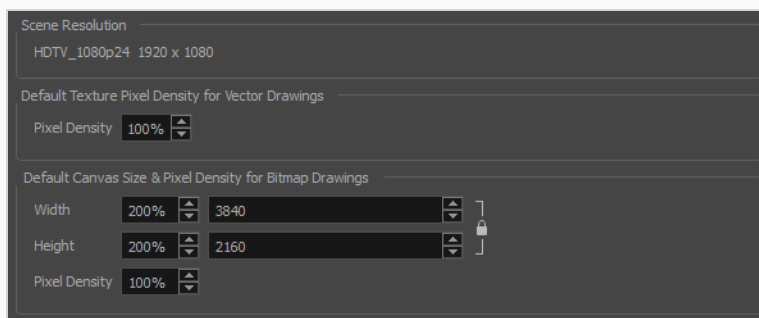 Scene Resolution
HDTV_1080p24 1920 x 1080
Default Texture Pixel Density for Vector Drawings
Pixel Density 100%
Default Canvas Size & Pixel Density for Bitmap Drawings
Width 200% 3840
Height 200% 2160
Pixel Density 100%